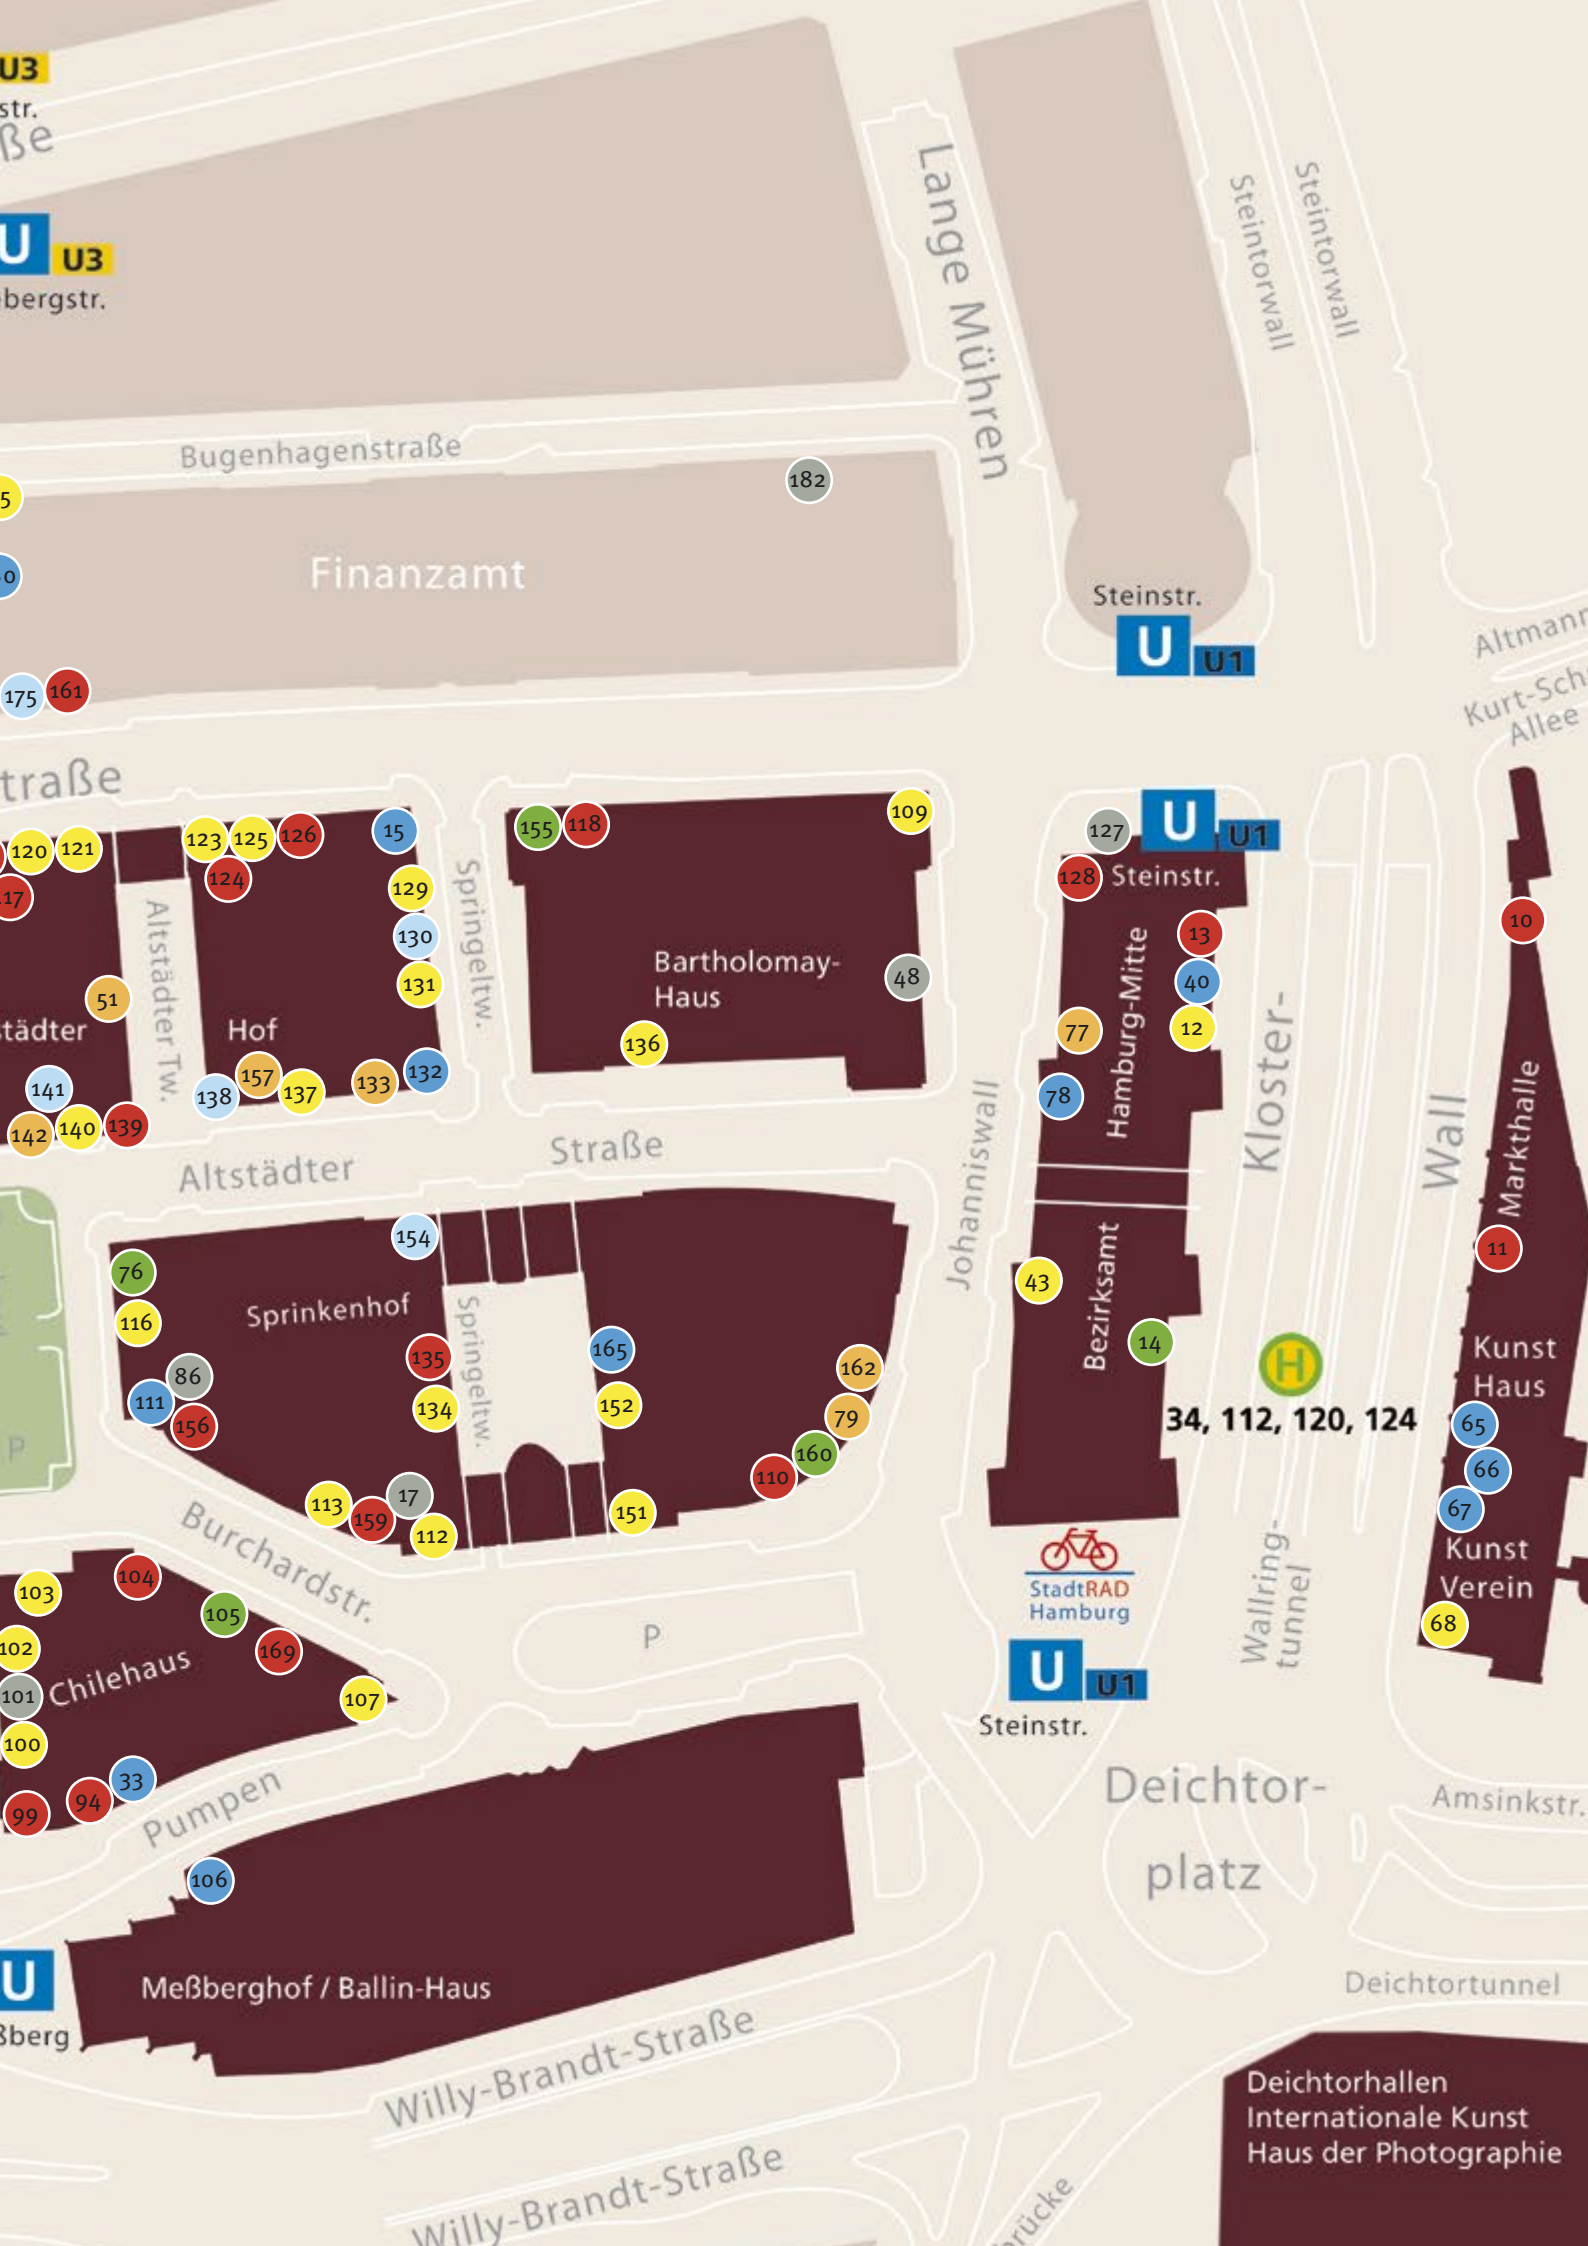 U3
str.
ße
U
U3
bergstr.
Lange Mühren
Steintorwall
Steintorwall
Bugenhagenstraße
182
5
Finanzamt
Steinstr.
U
U1
Altmann
Kurt-Sch
Allee
175
161
traße
120
121
117
123
125
126
124
15
155
118
109
127
U
U1
128
Steinstr.
10
129
130
131
Springeltw.
Altstädter Tw.
51
städter
Hof
Bartholomay-
Haus
48
136
13
40
12
77
78
Hamburg-Mitte
Kloster-
Wall
Markthalle
141
142
140
139
138
157
137
133
132
Altstädter
Straße
Johanniswall
154
76
116
Sprinkenhof
86
111
156
135
134
Springeltw.
165
152
162
79
160
110
43
Bezirksamt
14
H
34, 112, 120, 124
11
Kunst
Haus
65
66
67
Kunst
Verein
68
P
113
159
17
112
151
Burchardstr.
103
104
105
102
169
101
Chilehaus
107
100
33
94
99
Pumpen
P
StadtRAD
Hamburg
U
U1
Steinstr.
Wallring-
tunnel
Deichtor-
platz
Amsinkstr.
106
U
ßberg
Meßberghof / Ballin-Haus
Deichtortunnel
Willy-Brandt-Straße
Willy-Brandt-Straße
rücke
Deichtorhallen
Internationale Kunst
Haus der Photographie